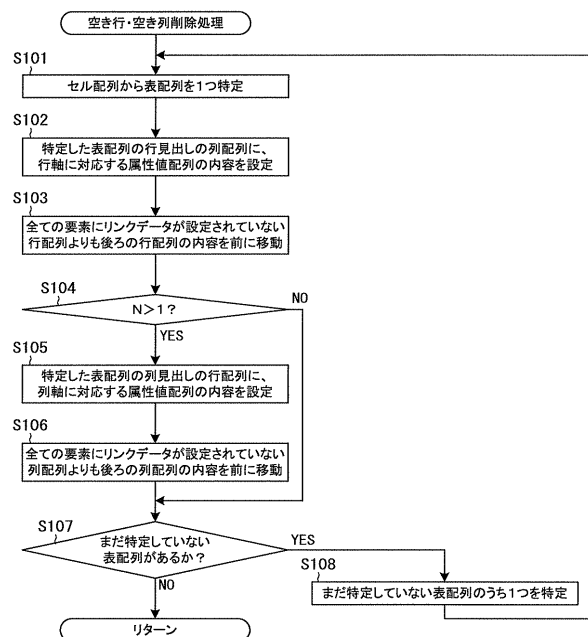 空き行・空き列削除処理
S101
セル配列から表配列を1つ特定
S102
特定した表配列の行見出しの列配列に、
行軸に対応する属性値配列の内容を設定
S103
全ての要素にリンクデータが設定されていない
行配列よりも後ろの行配列の内容を前に移動
S104
N>1?
NO
YES
S105
特定した表配列の列見出しの行配列に、
列軸に対応する属性値配列の内容を設定
S106
全ての要素にリンクデータが設定されていない
列配列よりも後ろの列配列の内容を前に移動
S107
まだ特定していない
表配列があるか?
YES
NO
S108
まだ特定していない表配列のうち1つを特定
リターン